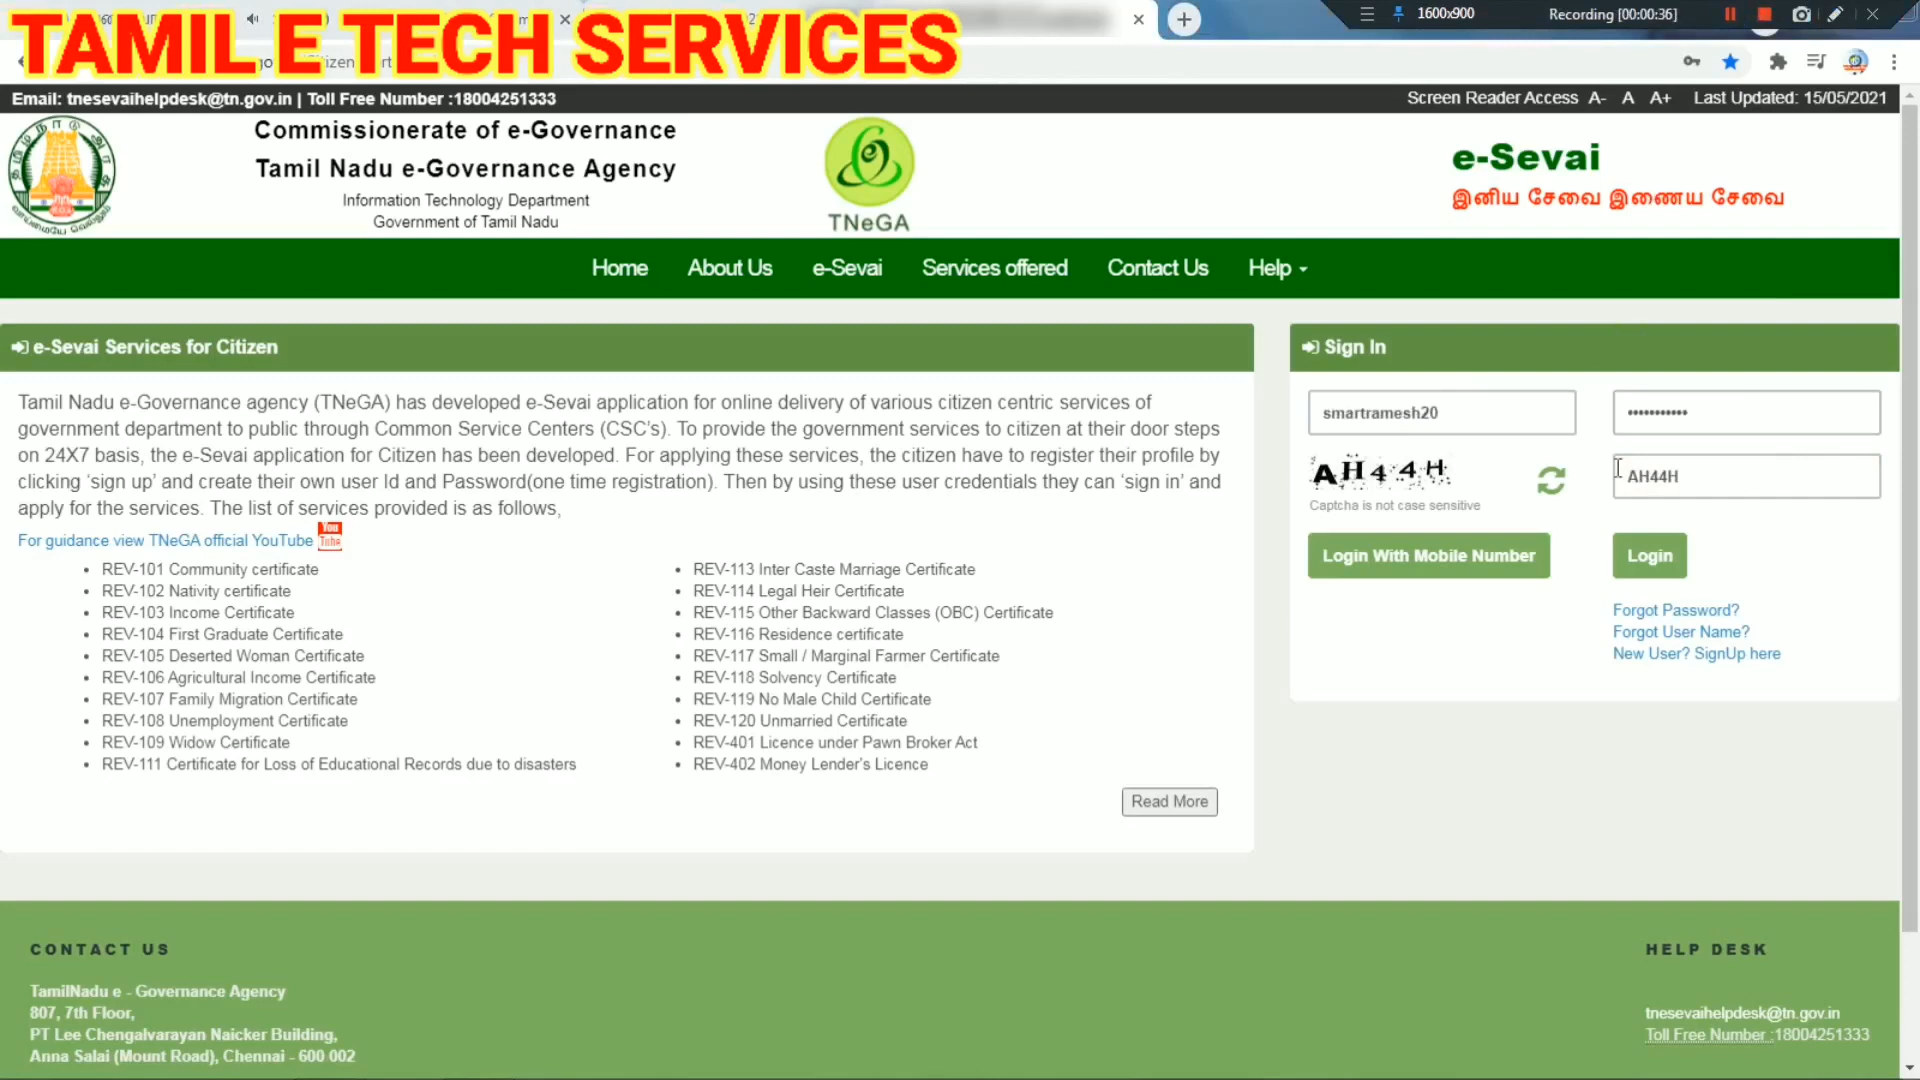 TAMIL E TECH SERVICES
1600x900
Recording [00:00:36]
Email: tnesevaihelpdesk@tn.gov.in | Toll Free Number :18004251333
Screen Reader Access A- A A+ Last Updated: 15/05/2021
Commissionerate of e-Governance
Tamil Nadu e-Governance Agency
Information Technology Department
Government of Tamil Nadu
TNeGA
e-Sevai
இனிய சேவை இணைய சேவை
Home About Us e-Sevai Services offered Contact Us Help
e-Sevai Services for Citizen
Tamil Nadu e-Governance agency (TNeGA) has developed e-Sevai application for online delivery of various citizen centric services of
government department to public through Common Service Centers (CSC's). To provide the government services to citizen at their door steps
on 24X7 basis, the e-Sevai application for Citizen has been developed. For applying these services, the citizen have to register their profile by
clicking ‘sign up’ and create their own user Id and Password(one time registration). Then by using these user credentials they can ‘sign in’ and
apply for the services. The list of services provided is as follows,
For guidance view TNeGA official YouTube You Tube
REV-101 Community certificate
REV-102 Nativity certificate
REV-103 Income Certificate
REV-104 First Graduate Certificate
REV-105 Deserted Woman Certificate
REV-106 Agricultural Income Certificate
REV-107 Family Migration Certificate
REV-108 Unemployment Certificate
REV-109 Widow Certificate
REV-111 Certificate for Loss of Educational Records due to disasters
REV-113 Inter Caste Marriage Certificate
REV-114 Legal Heir Certificate
REV-115 Other Backward Classes (OBC) Certificate
REV-116 Residence certificate
REV-117 Small / Marginal Farmer Certificate
REV-118 Solvency Certificate
REV-119 No Male Child Certificate
REV-120 Unmarried Certificate
REV-401 Licence under Pawn Broker Act
REV-402 Money Lender's Licence
Read More
Sign In
smartramesh20
•••••••••••
AH44H
AH44H
Captcha is not case sensitive
Login With Mobile Number
Login
Forgot Password?
Forgot User Name?
New User? SignUp here
CONTACT US
TamilNadu e - Governance Agency
807, 7th Floor,
PT Lee Chengalvarayan Naicker Building,
Anna Salai (Mount Road), Chennai - 600 002
HELP DESK
tnesevaihelpdesk@tn.gov.in
Toll Free Number :18004251333